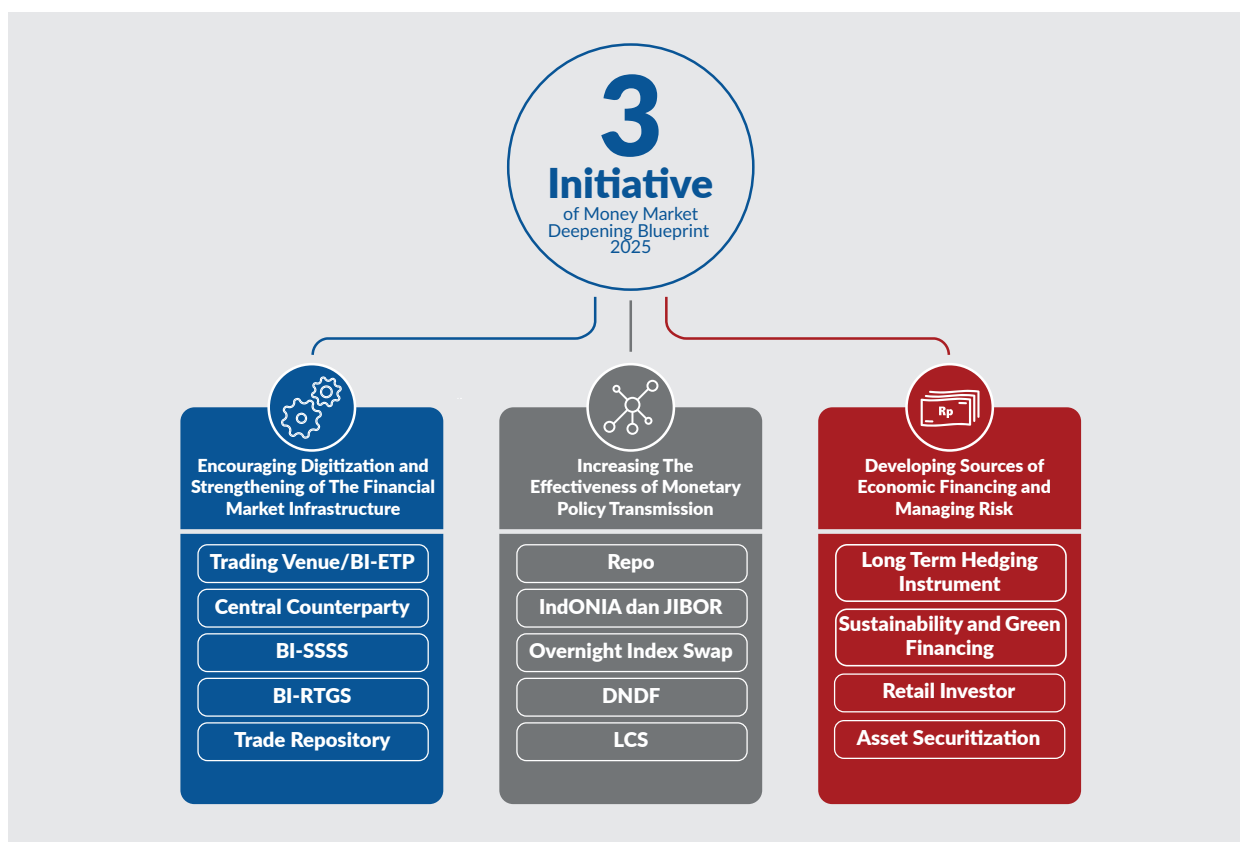 3
Initiative
of Money Market
Deepening Blueprint
2025
Encouraging Digitization and
Strengthening of The Financial
Market Infrastructure
Trading Venue/BI-ETP
Central Counterparty
BI-SSSS
BI-RTGS
Trade Repository
Increasing The
Effectiveness of Monetary
Policy Transmission
Repo
IndONIA dan JIBOR
Overnight Index Swap
DNDF
LCS
Rp
Developing Sources of
Economic Financing and
Managing Risk
Long Term Hedging
Instrument
Sustainability and Green
Financing
Retail Investor
Asset Securitization